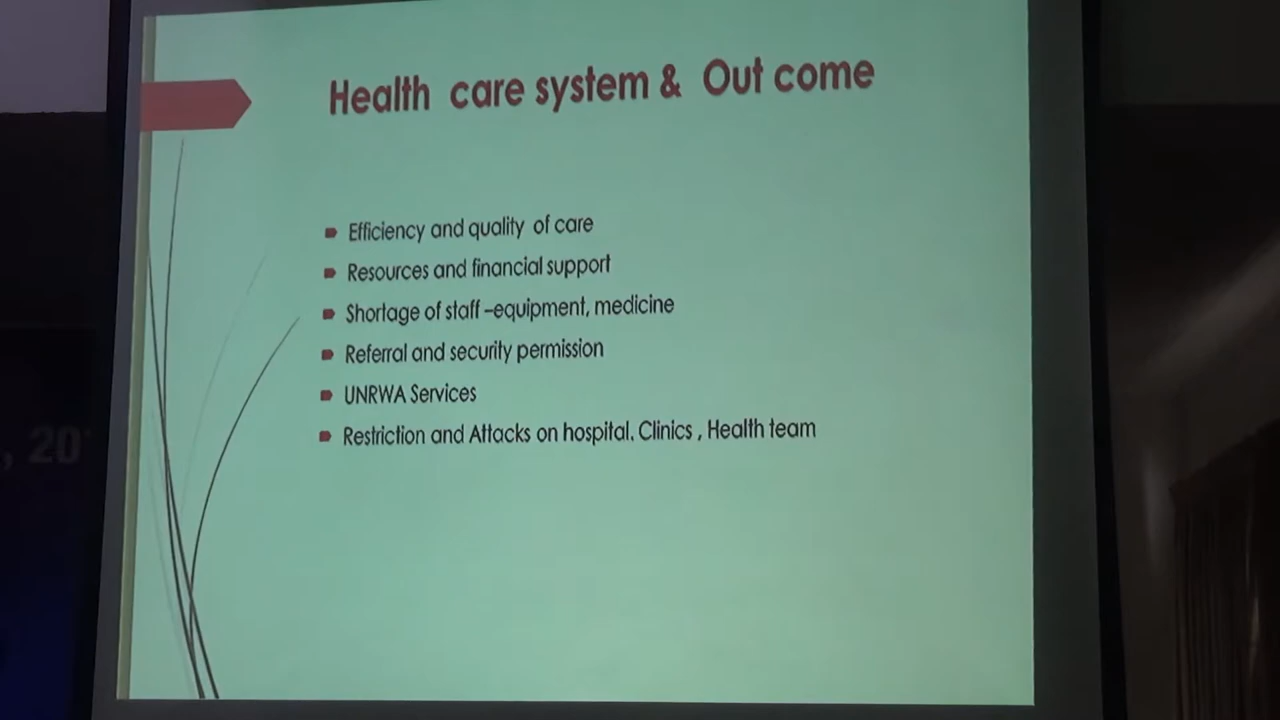 Health care system & Out come
Efficiency and quality of care
Resources and financial support
Shortage of staff –equipment, medicine
Referral and security permission
UNRWA Services
Restriction and Attacks on hospital. Clinics , Health team
, 20